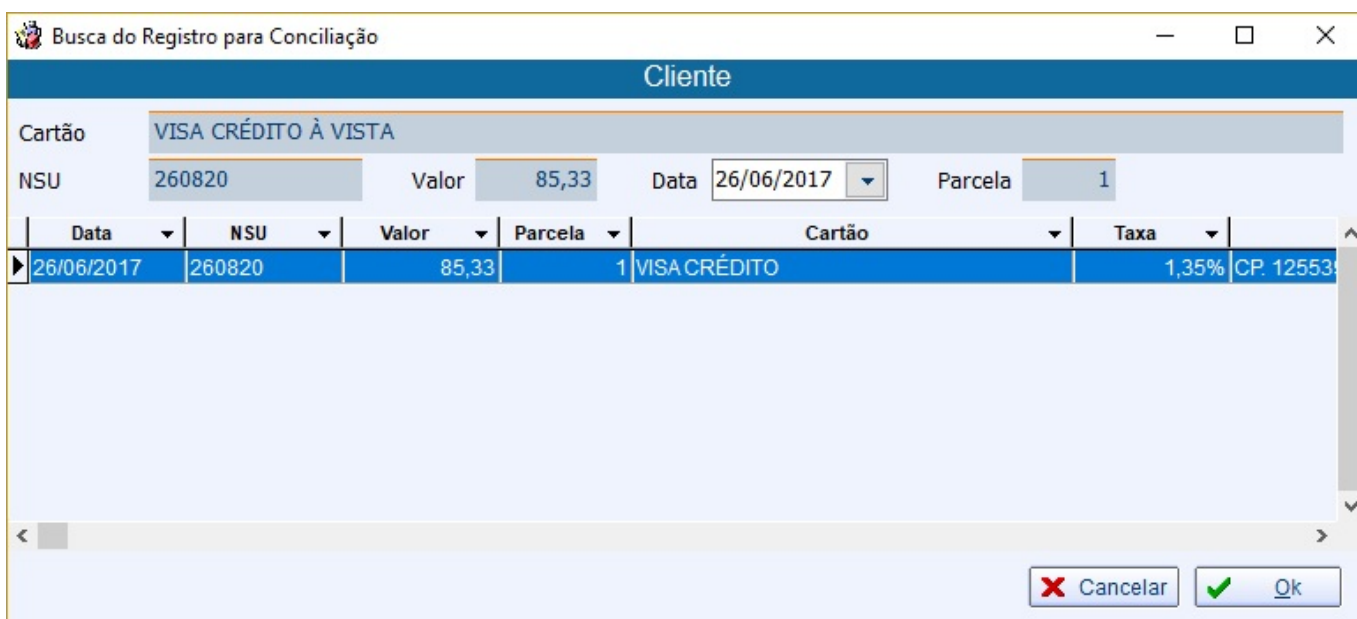 Busca do Registro para Conciliação
Cliente
Cartão VISA CRÉDITO À VISTA
NSU 260820 Valor 85,33 Data 26/06/2017 Parcela 1
Data NSU Valor Parcela Cartão Taxa
26/06/2017 260820 85,33 1 VISA CRÉDITO 1,35% CP. 125539
Cancelar Ok